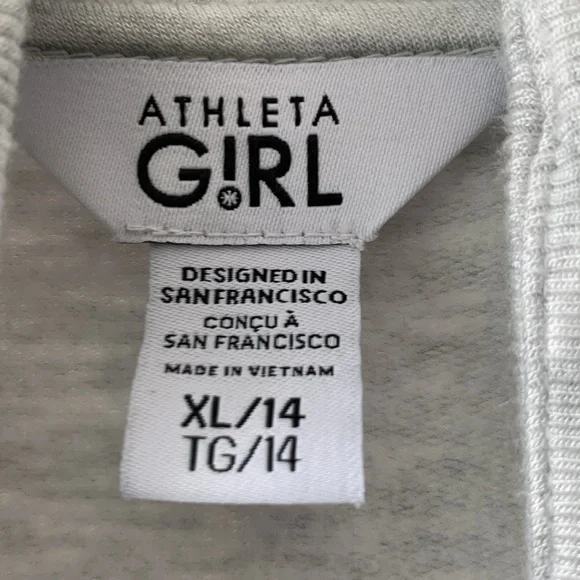 ATHLETA
G!RL
DESIGNED IN
SAN FRANCISCO
CONÇU À
SAN FRANCISCO
MADE IN VIETNAM
XL/14
TG/14